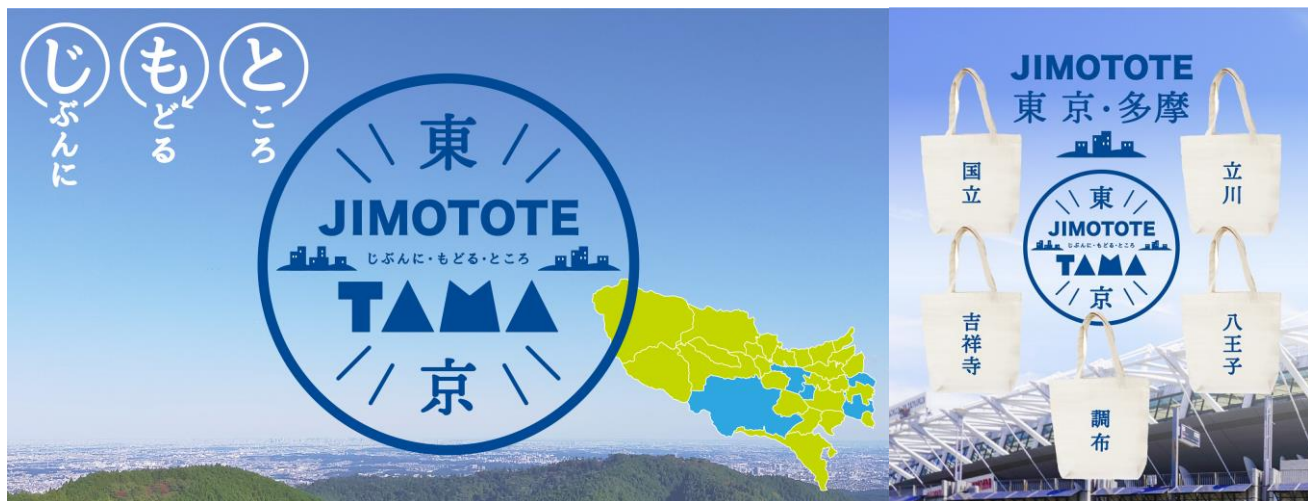 じぶんに
もどる
ところ
東
JIMOTOTE
じぶんに・もどる・ところ
TAMA
京
JIMOTOTE
東京・多摩
国立
立川
東
JIMOTOTE
じぶんに・もどる・ところ
TAMA
京
吉祥寺
八王子
調布